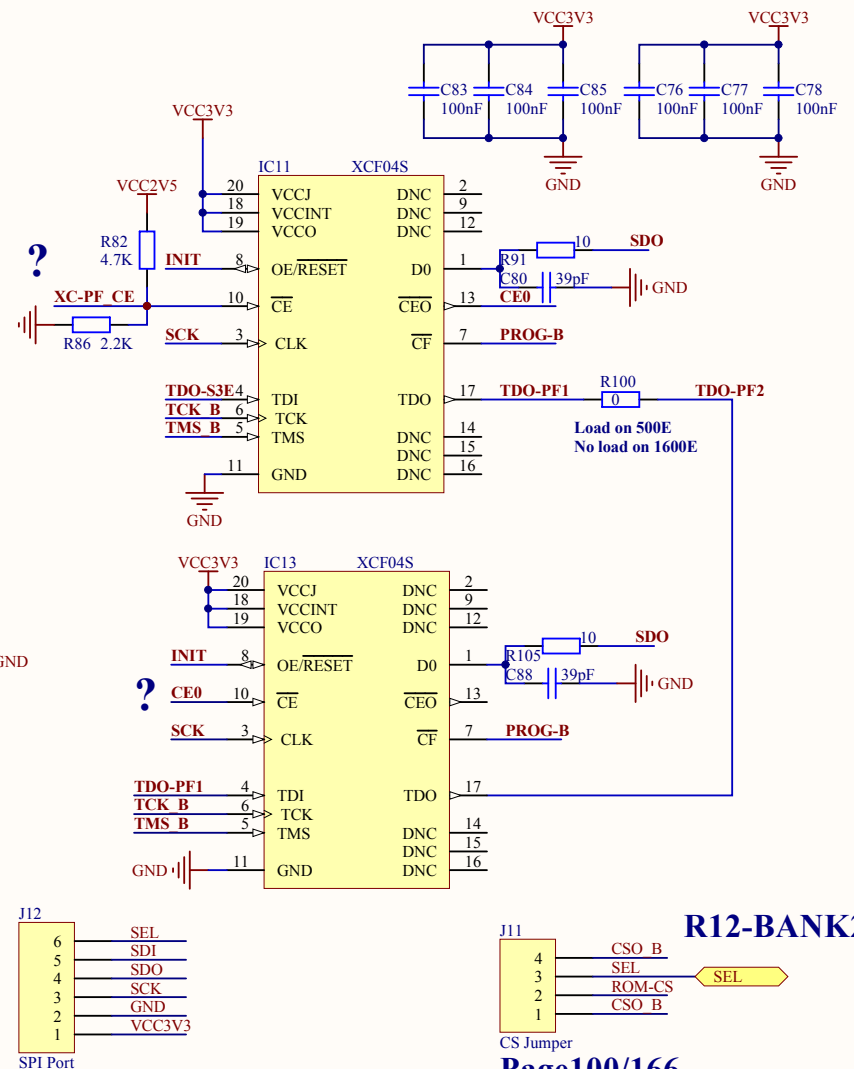 VCC3V3 VCC3V3
C83 C84 C85 C76 C77 C78
100nF 100nF 100nF 100nF 100nF 100nF
GND GND
VCC3V3
IC11 XCF04S
VCC2V5
20 VCCJ DNC 2
18 VCCINT DNC 9
19 VCCO DNC 12
R82
4.7K
?
INIT 8 OE/RESET D0 1
R91 10 SDO
C80 39pF GND
XC-PF_CE 10 CE CEO 13 CE0
R86 2.2K
SCK 3 CLK CF 7 PROG-B
TDO-S3E 4 TDI TDO 17 TDO-PF1 R100 TDO-PF2
0
TCK_B 6 TCK
TMS_B 5 TMS DNC 14
DNC 15
11 GND DNC 16
Load on 500E
No load on 1600E
GND
VCC3V3
IC13 XCF04S
20 VCCJ DNC 2
18 VCCINT DNC 9
19 VCCO DNC 12
GND
INIT 8 OE/RESET D0 1
R105 10 SDO
C88 39pF GND
?
CE0 10 CE CEO 13
SCK 3 CLK CF 7 PROG-B
TDO-PF1 4 TDI TDO 17
TCK_B 6 TCK
TMS_B 5 TMS DNC 14
DNC 15
GND 11 GND DNC 16
J12
6 SEL
5 SDI
4 SDO
3 SCK
2 GND
1 VCC3V3
SPI Port
R12-BANK2
J11
4 CSO_B
3 SEL SEL
2 ROM-CS
1 CSO_B
CS Jumper
Page100/166